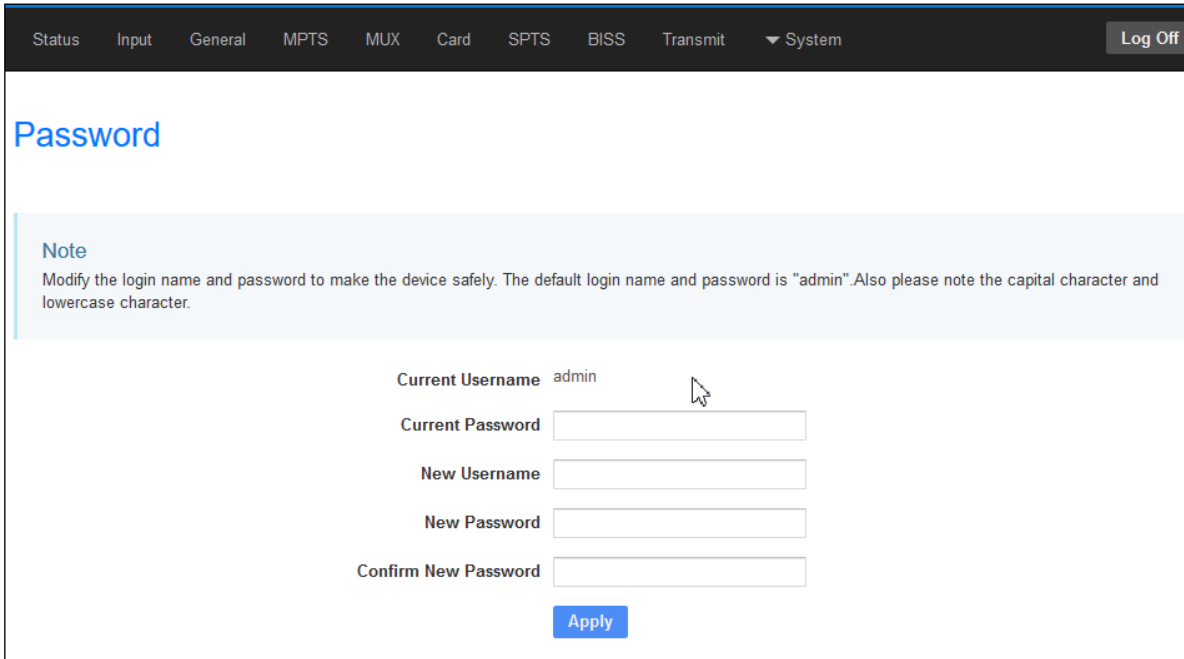 Status Input General MPTS MUX Card SPTS BISS Transmit System Log Off
Password
Note
Modify the login name and password to make the device safely. The default login name and password is "admin".Also please note the capital character and
lowercase character.
Current Username admin
Current Password
New Username
New Password
Confirm New Password
Apply